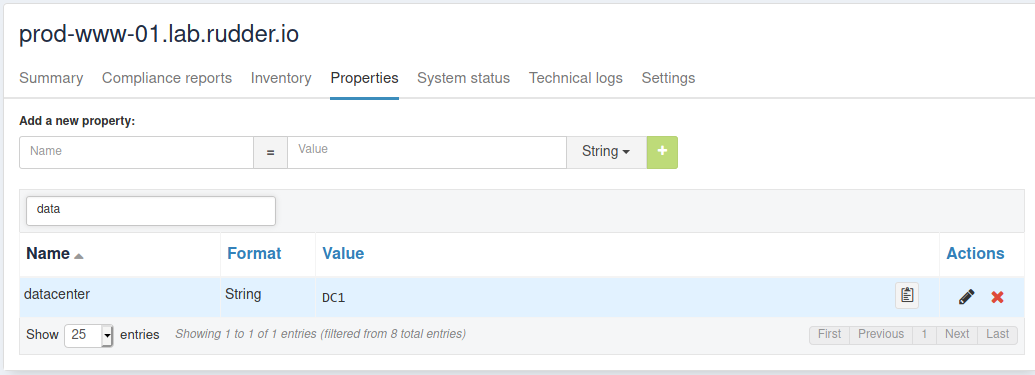 prod-www-01.lab.rudder.io
Summary Compliance reports Inventory Properties System status Technical logs Settings
Add a new property:
Name = Value String +
data
Name Format Value Actions
datacenter String DC1
Show 25 entries Showing 1 to 1 of 1 entries (filtered from 8 total entries) First Previous 1 Next Last